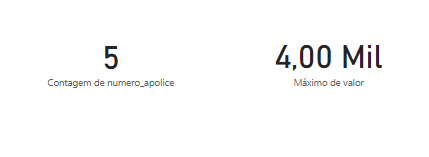 5
Contagem de numero_apolice
4,00 Mil
Máximo de valor